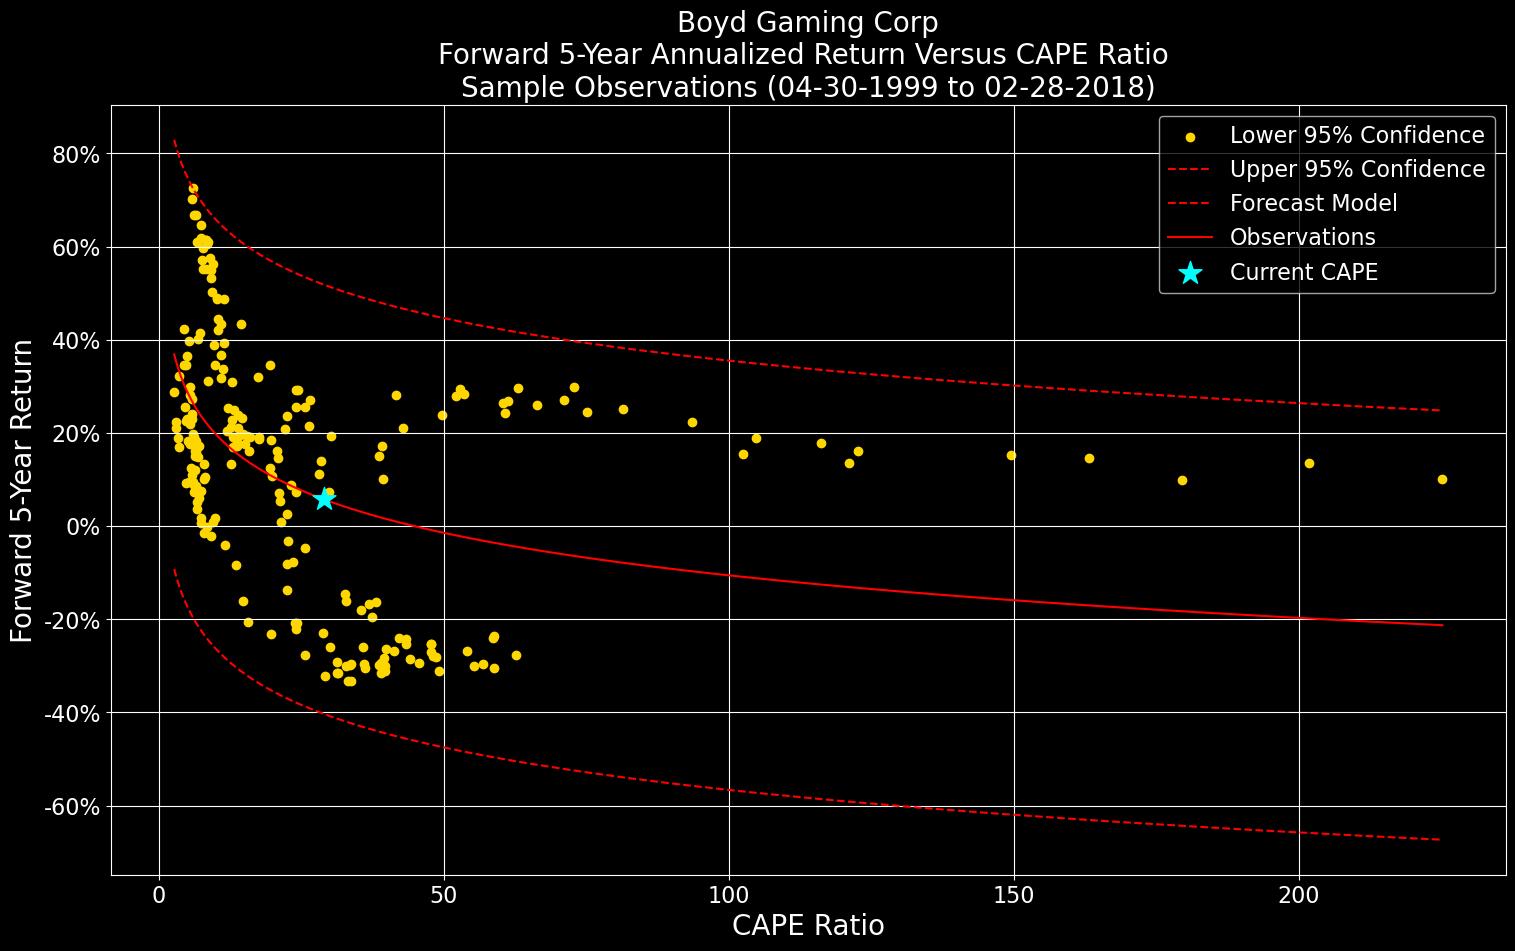 Boyd Gaming Corp
Forward 5-Year Annualized Return Versus CAPE Ratio
Sample Observations (04-30-1999 to 02-28-2018)
Lower 95% Confidence
Upper 95% Confidence
Forecast Model
Observations
Current CAPE
Forward 5-Year Return
80%
60%
40%
20%
0%
-20%
-40%
-60%
0
50
100
150
200
CAPE Ratio